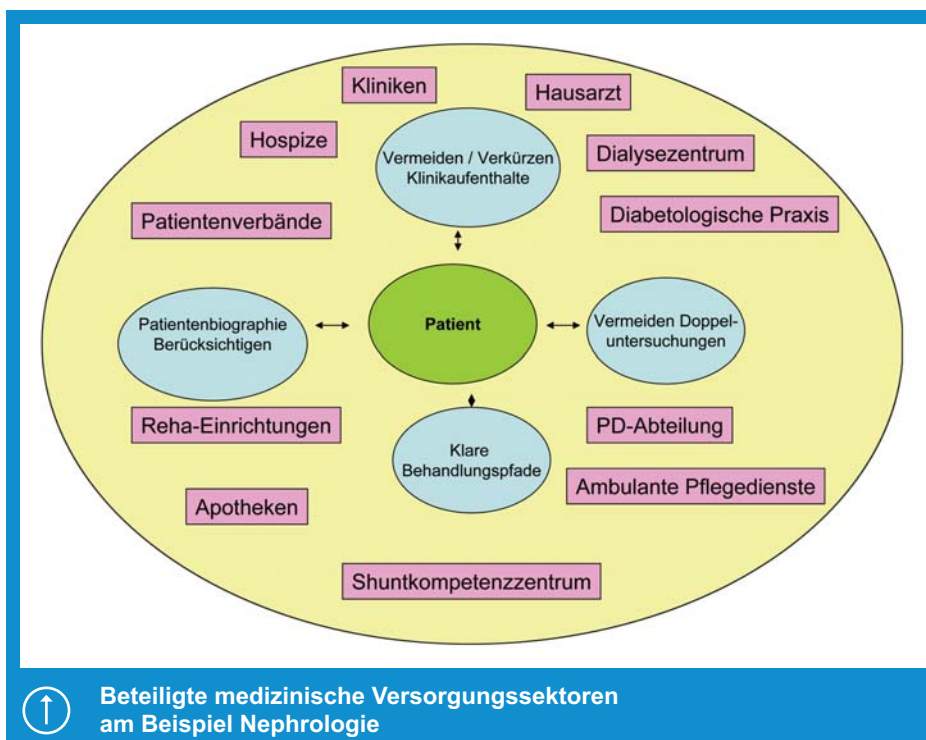 Kliniken
Hausarzt
Hospize
Vermeiden / Verkürzen
Klinikaufenthalte
Dialysezentrum
Patientenverbände
Diabetologische Praxis
Patientenbiographie
Berücksichtigen
Patient
Vermeiden Doppel-
untersuchungen
Reha-Einrichtungen
Klare
Behandlungspfade
PD-Abteilung
Ambulante Pflegedienste
Apotheken
Shuntkompetenzzentrum
Beteiligte medizinische Versorgungssektoren
am Beispiel Nephrologie